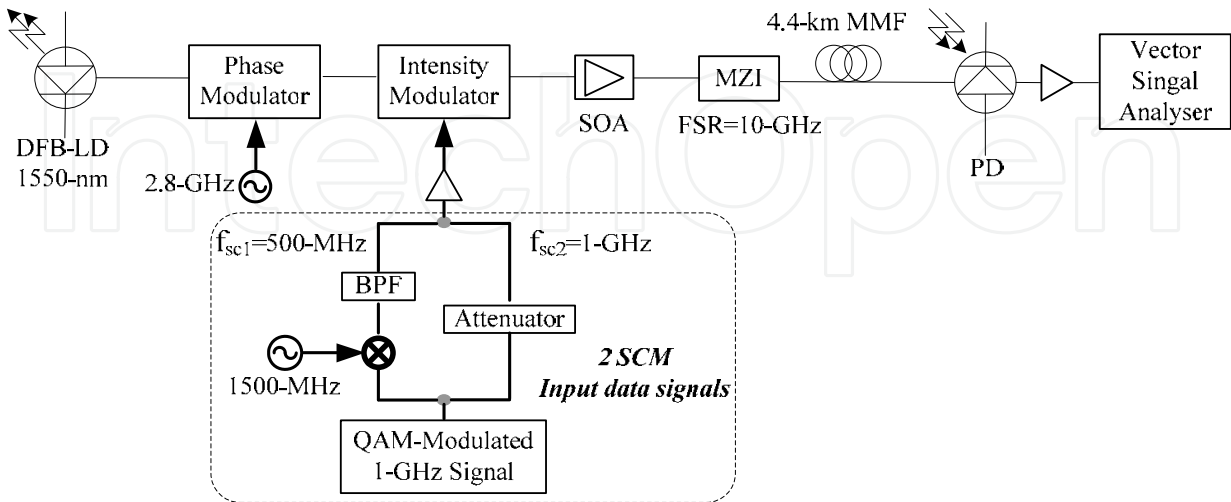 4.4-km MMF
Phase
Modulator
Intensity
Modulator
SOA
MZI
FSR=10-GHz
PD
Vector
Singal
Analyser
DFB-LD
1550-nm
2.8-GHz
fsc1=500-MHz
fsc2=1-GHz
BPF
Attenuator
1500-MHz
2 SCM
Input data signals
QAM-Modulated
1-GHz Signal
IntechOpen